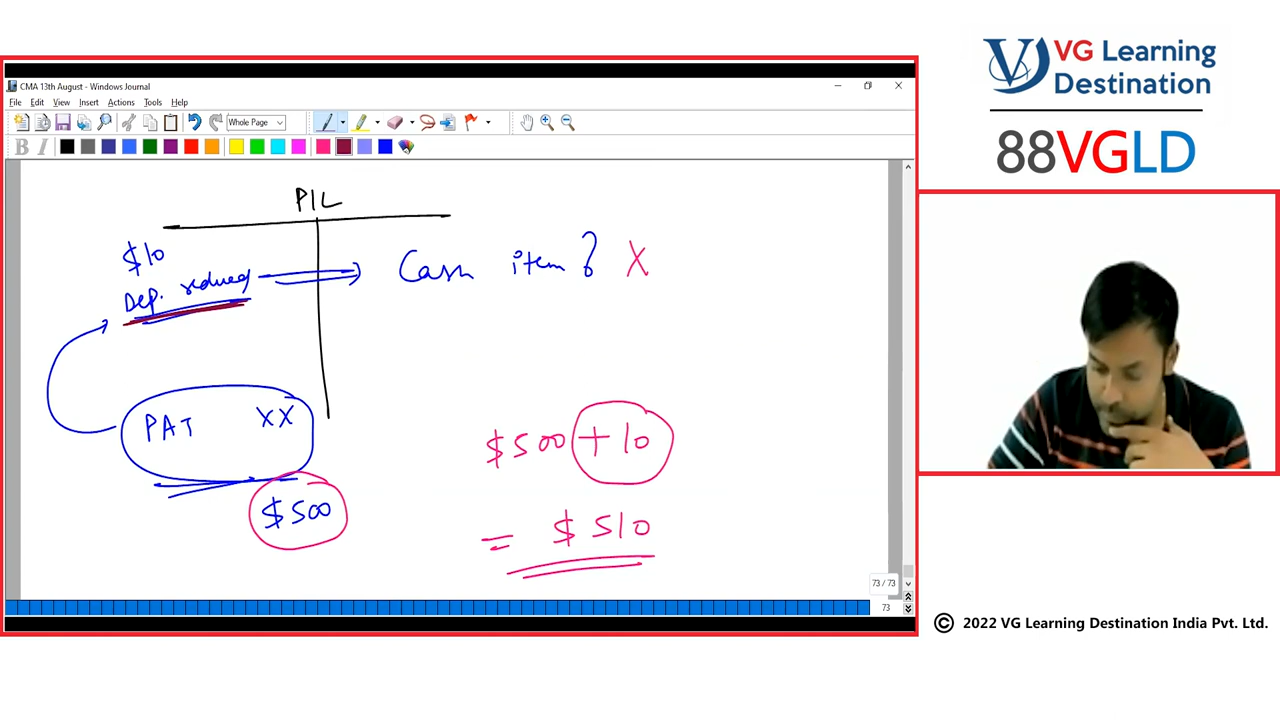 CMA 13th August - Windows Journal
File Edit View Insert Actions Tools Help
Whole Page
B I
P/L
$10
Dep. reduced
Cash item? X
PAT XX
$500
$500 + 10
= $510
73 / 73
73
VG Learning
Destination
88VGLD
© 2022 VG Learning Destination India Pvt. Ltd.